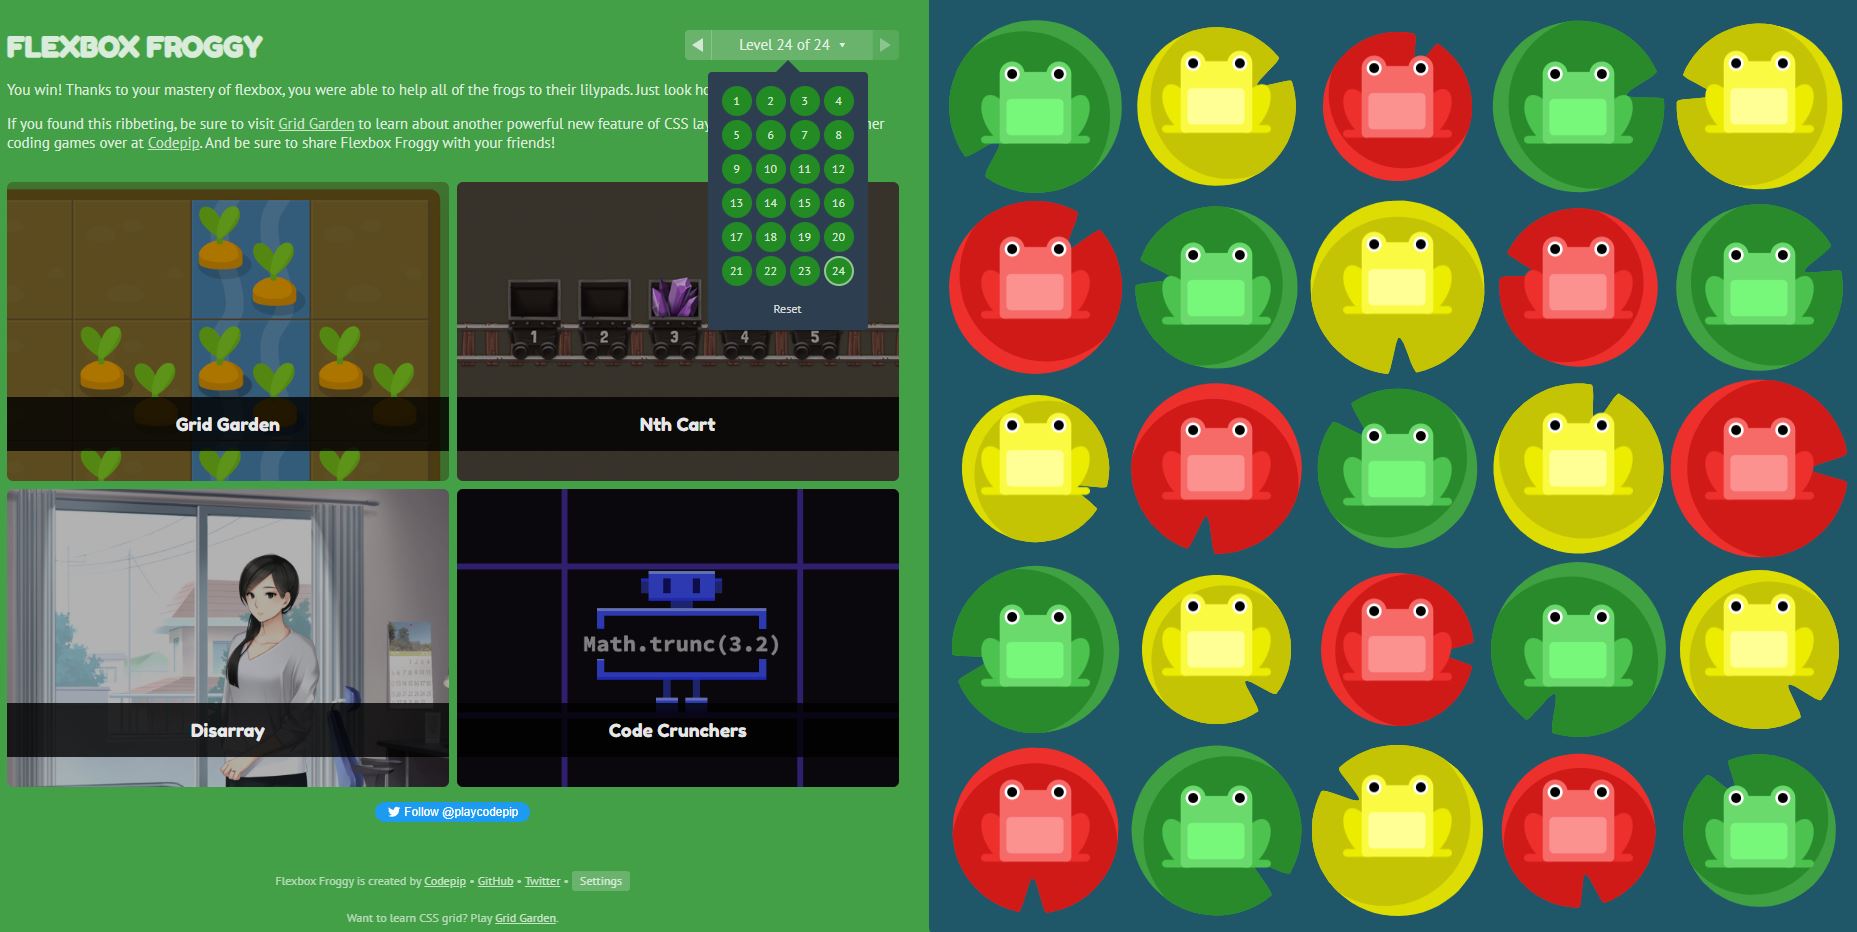 FLEXBOX FROGGY
Level 24 of 24
You win! Thanks to your mastery of flexbox, you were able to help all of the frogs to their lilypads. Just look
If you found this ribbeting, be sure to visit Grid Garden to learn about another powerful new feature of CSS
coding games over at Codepip. And be sure to share Flexbox Froggy with your friends!
1 2 3 4
5 6 7 8
9 10 11 12
13 14 15 16
17 18 19 20
21 22 23 24
Reset
1 2 3 4 5
Grid Garden
Nth Cart
Math.trunc(3.2)
Disarray
Code Crunchers
Follow @playcodepip
Flexbox Froggy is created by Codepip • GitHub • Twitter • Settings
Want to learn CSS grid? Play Grid Garden.